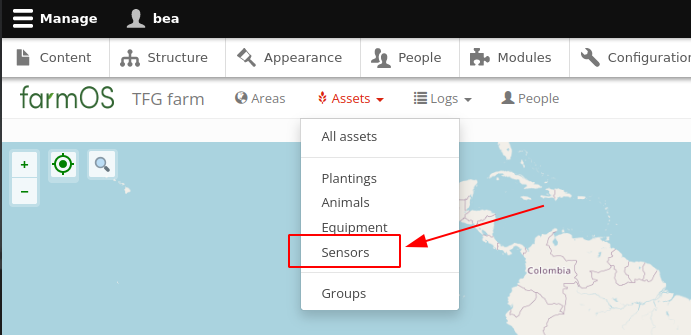 Manage bea
Content Structure Appearance People Modules Configuratio
farmOS TFG farm Areas Assets Logs People
All assets
+
−
Plantings
Animals
Equipment
Sensors
Groups
Colombia